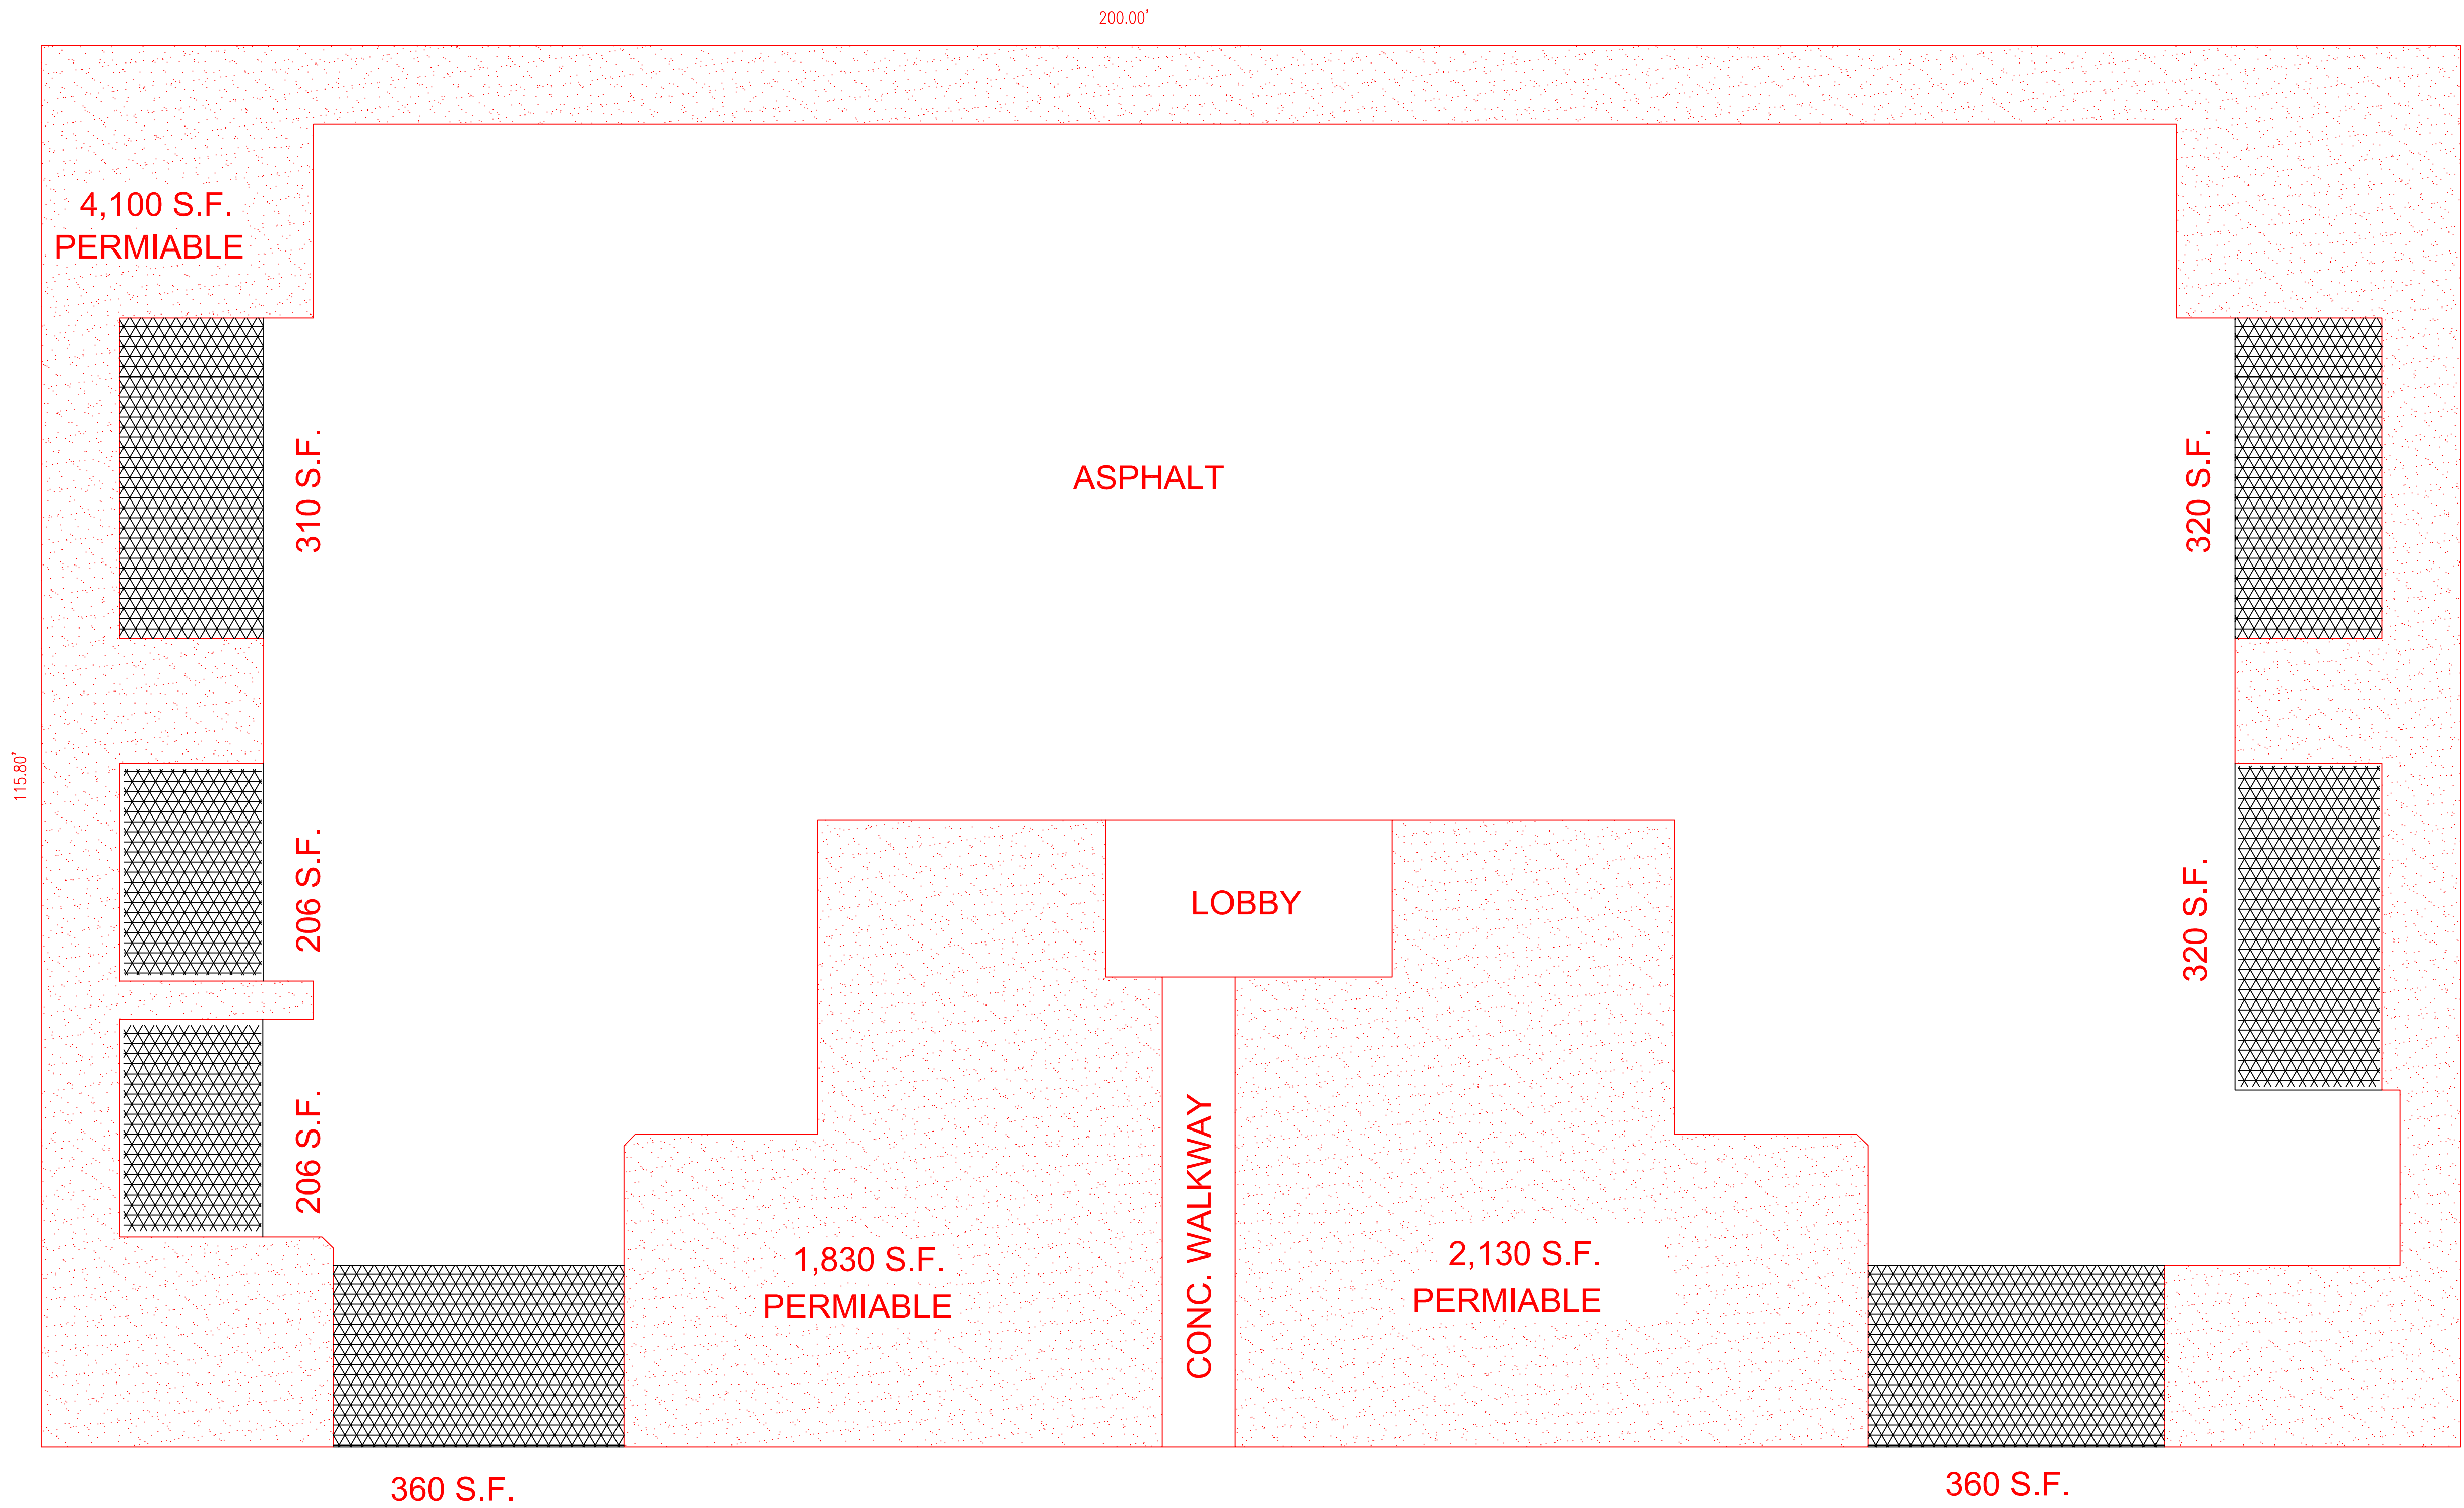 200.00'
4,100 S.F.
PERMIABLE
310 S.F.
ASPHALT
320 S.F.
115.80'
206 S.F.
LOBBY
320 S.F.
206 S.F.
CONC. WALKWAY
1,830 S.F.
PERMIABLE
2,130 S.F.
PERMIABLE
360 S.F.
360 S.F.